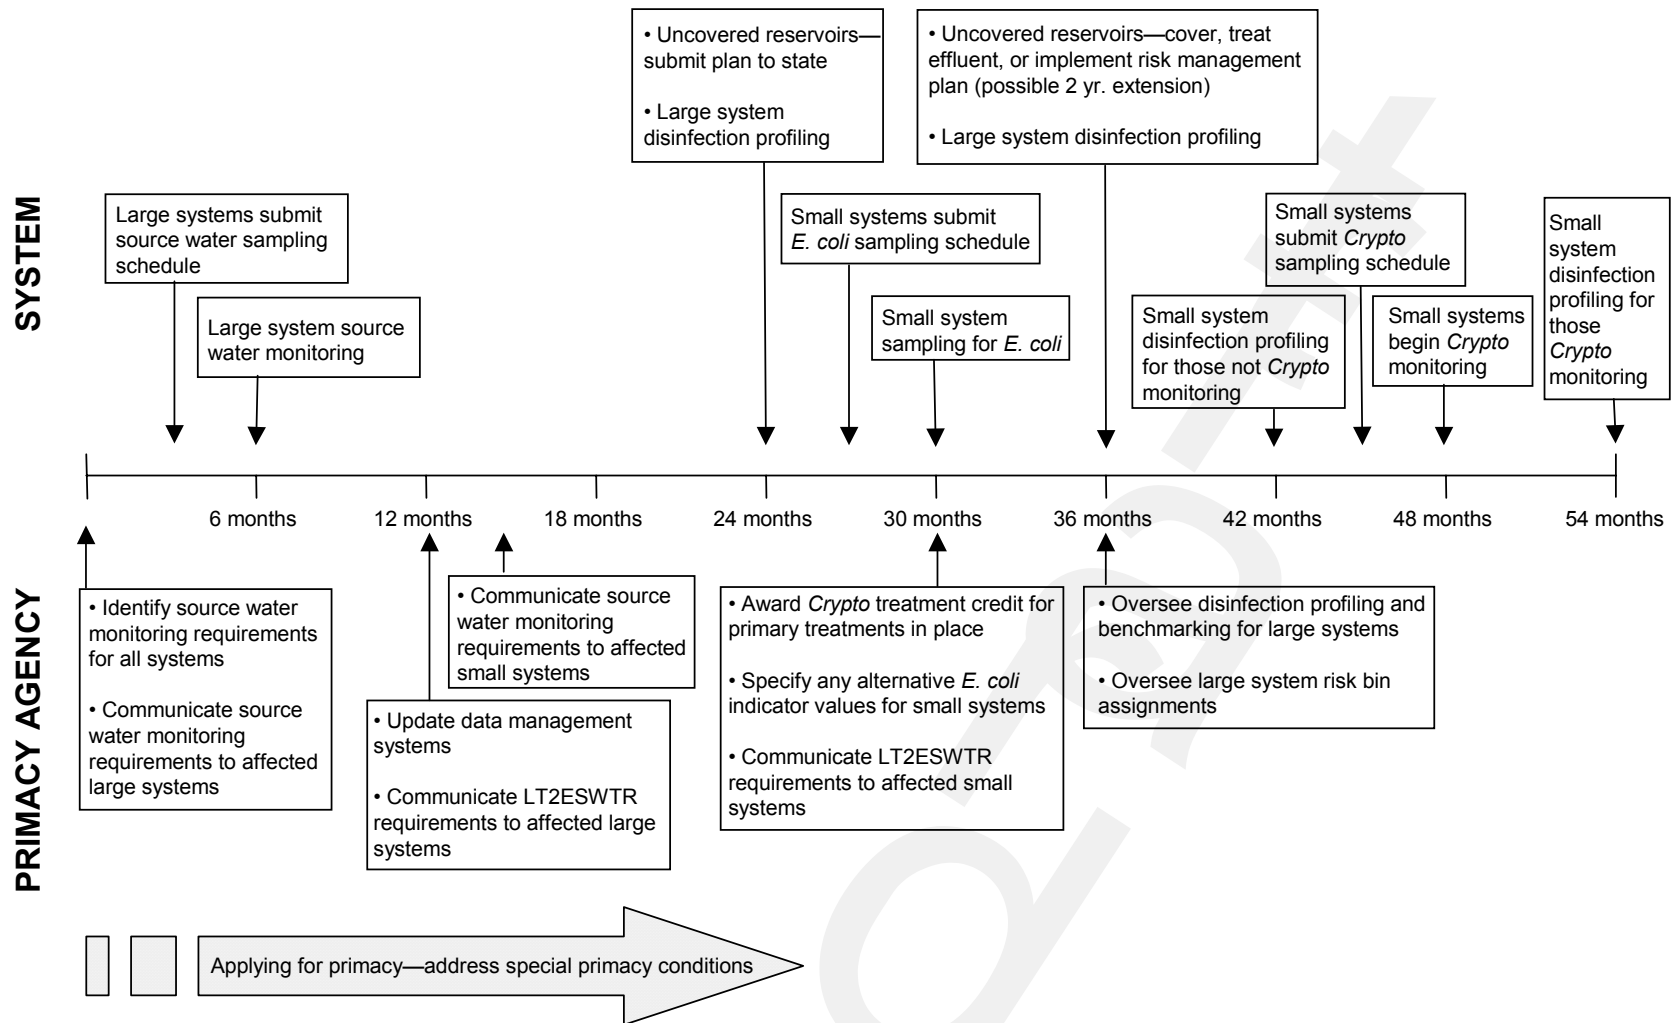 SYSTEM
• Uncovered reservoirs—
submit plan to state
• Large system
disinfection profiling
• Uncovered reservoirs—cover, treat
effluent, or implement risk management
plan (possible 2 yr. extension)
• Large system disinfection profiling
Large systems submit
source water sampling
schedule
Large system source
water monitoring
Small systems submit
E. coli sampling schedule
Small system
sampling for E. coli
Small system
disinfection profiling
for those not Crypto
monitoring
Small systems
submit Crypto
sampling schedule
Small systems
begin Crypto
monitoring
Small
system
disinfection
profiling for
those
Crypto
monitoring
6 months
12 months
18 months
24 months
30 months
36 months
42 months
48 months
54 months
PRIMACY AGENCY
• Identify source water
monitoring requirements
for all systems
• Communicate source
water monitoring
requirements to affected
large systems
• Update data management
systems
• Communicate LT2ESWTR
requirements to affected large
systems
• Communicate source
water monitoring
requirements to affected
small systems
• Award Crypto treatment credit for
primary treatments in place
• Specify any alternative E. coli
indicator values for small systems
• Communicate LT2ESWTR
requirements to affected small
systems
• Oversee disinfection profiling and
benchmarking for large systems
• Oversee large system risk bin
assignments
Applying for primacy—address special primacy conditions